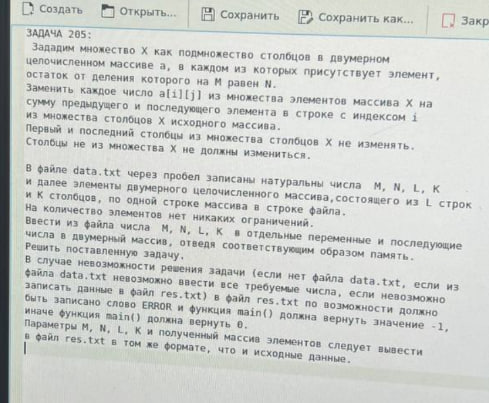 Создать Открыть... Сохранить Сохранить как... Закр
ЗАДАЧА 205:
Зададим множество X как подмножество столбцов в двумерном
целочисленном массиве a, в каждом из которых присутствует элемент,
остаток от деления которого на M равен N.
Заменить каждое число a[i][j] из множества элементов массива X на
сумму предыдущего и последующего элемента в строке с индексом i
из множества столбцов X исходного массива.
Первый и последний столбцы из множества столбцов X не изменять.
Столбцы не из множества X не должны измениться.
В файле data.txt через пробел записаны натуральны числа M, N, L, K
и далее элементы двумерного целочисленного массива,состоящего из L строк
и K столбцов, по одной строке массива в строке файла.
На количество элементов нет никаких ограничений.
Ввести из файла числа M, N, L, K в отдельные переменные и последующие
числа в двумерный массив, отведя соответствующим образом память.
Решить поставленную задачу.
В случае невозможности решения задачи (если нет файла data.txt, если из
файла data.txt невозможно ввести все требуемые числа, если невозможно
записать данные в файл res.txt) в файл res.txt по возможности должно
быть записано слово ERROR и функция main() должна вернуть значение -1,
иначе функция main() должна вернуть 0.
Параметры M, N, L, K и полученный массив элементов следует вывести
в файл res.txt в том же формате, что и исходные данные.